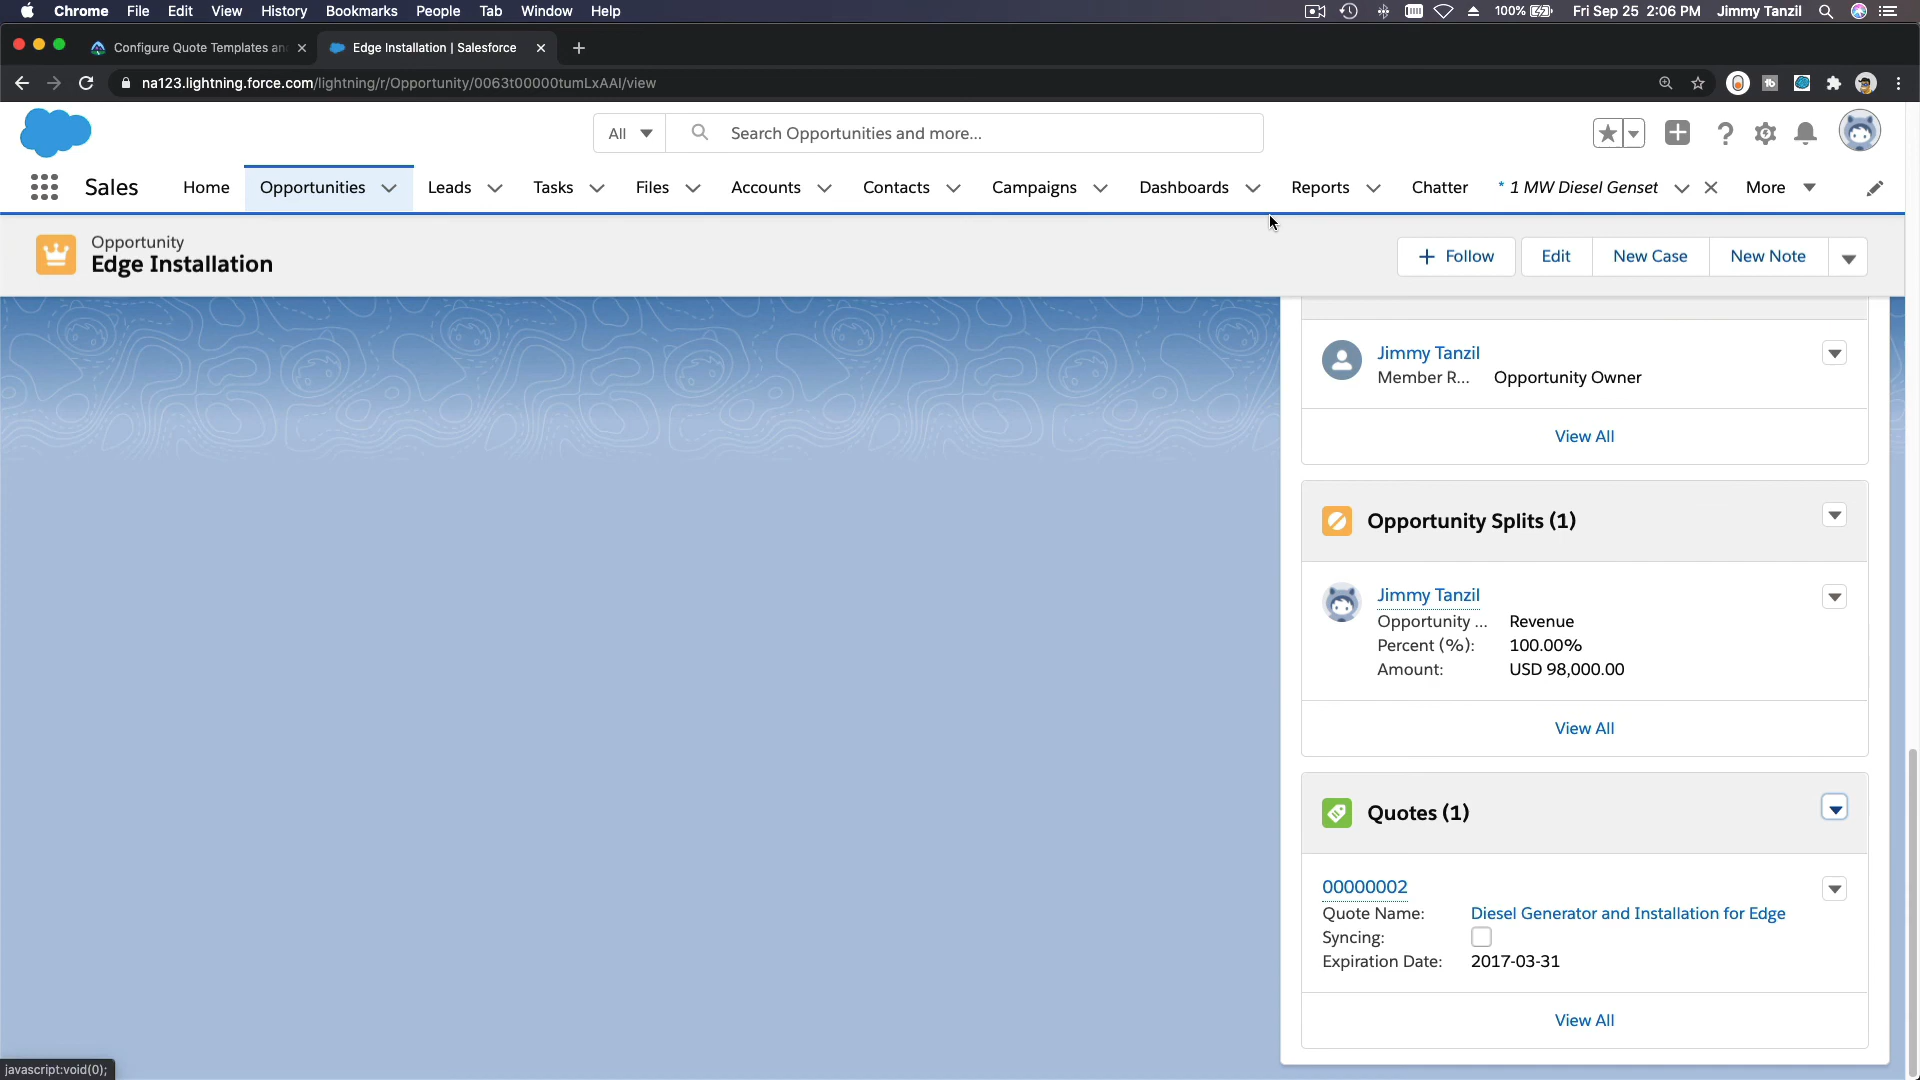 Chrome File Edit View History Bookmarks People Tab Window Help 100% Fri Sep 25 2:06 PM Jimmy Tanzil
Configure Quote Templates an Edge Installation | Salesforce
na123.lightning.force.com/lightning/r/Opportunity/0063t00000tumLxAAI/view
All Search Opportunities and more...
Sales Home Opportunities Leads Tasks Files Accounts Contacts Campaigns Dashboards Reports Chatter * 1 MW Diesel Genset More
Opportunity
Edge Installation
Follow Edit New Case New Note
Jimmy Tanzil
Member R... Opportunity Owner
View All
Opportunity Splits (1)
Jimmy Tanzil
Opportunity ... Revenue
Percent (%): 100.00%
Amount: USD 98,000.00
View All
Quotes (1)
00000002
Quote Name: Diesel Generator and Installation for Edge
Syncing:
Expiration Date: 2017-03-31
View All
javascript:void(0);